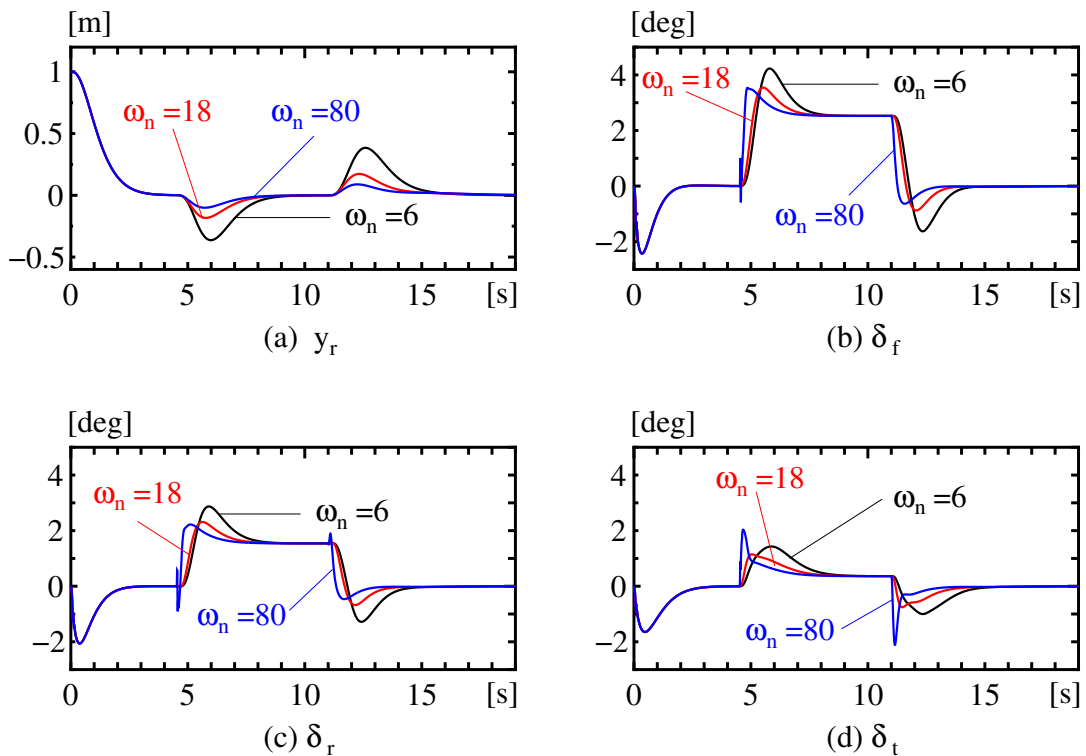 [m]
1
0.5
0
-0.5
ωn =18
ωn =80
ωn =6
0
5
10
15
[s]
(a) yr
[deg]
4
2
0
-2
ωn =18
ωn =6
ωn =80
0
5
10
15
[s]
(b) δf
[deg]
4
2
0
-2
ωn =18
ωn =6
ωn =80
0
5
10
15
[s]
(c) δr
[deg]
4
2
0
-2
ωn =18
ωn =6
ωn =80
0
5
10
15
[s]
(d) δt